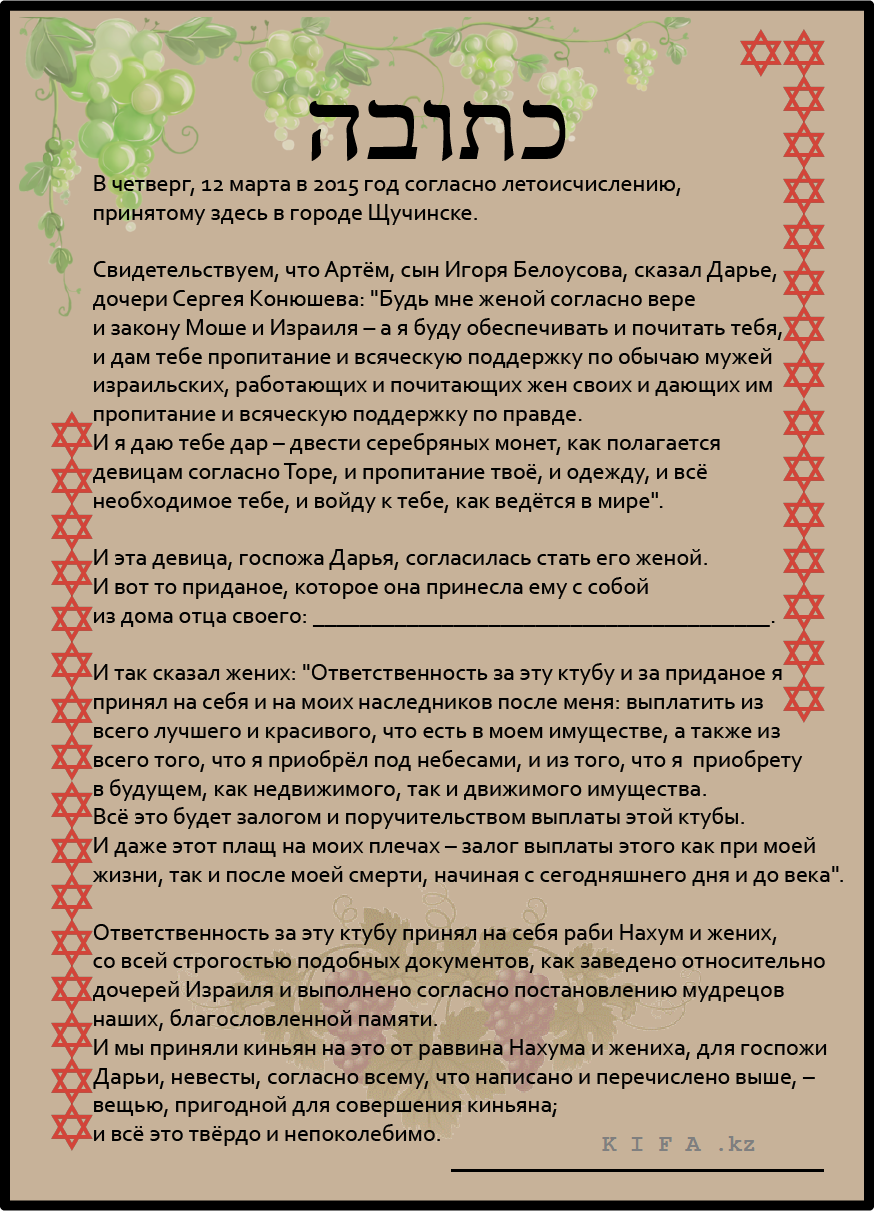 כתובה
В четверг, 12 марта в 2015 год согласно летоисчислению,
принятому здесь в городе Щучинске.
Свидетельствуем, что Артём, сын Игоря Белоусова, сказал Дарье,
дочери Сергея Конюшева: "Будь мне женой согласно вере
и закону Моше и Израиля – а я буду обеспечивать и почитать тебя,
и дам тебе пропитание и всяческую поддержку по обычаю мужей
израильских, работающих и почитающих жен своих и дающих им
пропитание и всяческую поддержку по правде.
И я даю тебе дар – двести серебряных монет, как полагается
девицам согласно Торе, и пропитание твоё, и одежду, и всё
необходимое тебе, и войду к тебе, как ведётся в мире".
И эта девица, госпожа Дарья, согласилась стать его женой.
И вот то приданое, которое она принесла ему с собой
из дома отца своего: ______________________________________.
И так сказал жених: "Ответственность за эту ктубу и за приданое я
принял на себя и на моих наследников после меня: выплатить из
всего лучшего и красивого, что есть в моем имуществе, а также из
всего того, что я приобрёл под небесами, и из того, что я  приобрету
в будущем, как недвижимого, так и движимого имущества.
Всё это будет залогом и поручительством выплаты этой ктубы.
И даже этот плащ на моих плечах – залог выплаты этого как при моей
жизни, так и после моей смерти, начиная с сегодняшнего дня и до века".
Ответственность за эту ктубу принял на себя раби Нахум и жених,
со всей строгостью подобных документов, как заведено относительно
дочерей Израиля и выполнено согласно постановлению мудрецов
наших, благословленной памяти.
И мы приняли киньян на это от раввина Нахума и жениха, для госпожи
Дарьи, невесты, согласно всему, что написано и перечислено выше, –
вещью, пригодной для совершения киньяна;
и всё это твёрдо и непоколебимо.
K I F A .kz